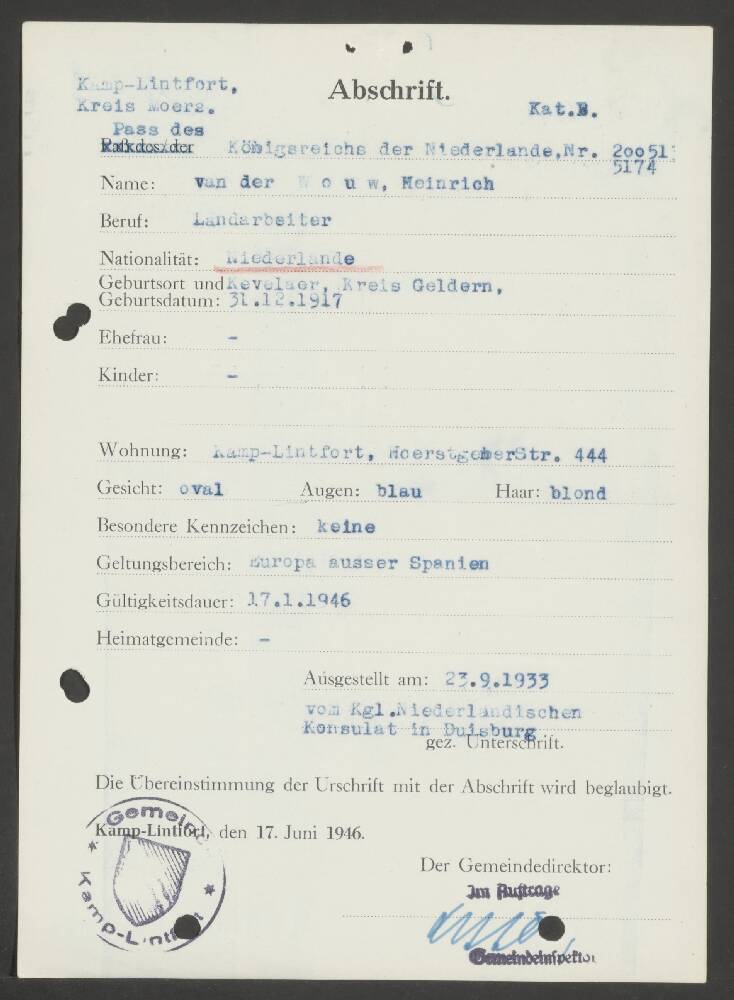 Abschrift.
Kamp-Lintfort,
Kreis Moers.
Kat.B.
Pass des
Königsreichs der Niederlande,Nr. 20051
5174
Name: van der Wouw, Heinrich
Beruf: Landarbeiter
Nationalität: Niederlande
Geburtsort und Kevelaer, Kreis Geldern,
Geburtsdatum: 31.12.1917
Ehefrau: -
Kinder: -
Wohnung: Kamp-Lintfort, Str. 444
Gesicht: oval Augen: blau Haar: blond
Besondere Kennzeichen: keine
Geltungsbereich: Europa ausser Spanien
Gültigkeitsdauer: 17.1.1946
Heimatgemeinde: -
Ausgestellt am: 23.9.1933
vom Kgl.Niederländischen
Konsulat in Duisburg
gez. Unterschrift.
Die Übereinstimmung der Urschrift mit der Abschrift wird beglaubigt.
Kamp-Lintfort, den 17. Juni 1946.
Gemeinde
Kamp-Lintfort
Der Gemeindedirektor:
Im Auftrage
Gemeindeinspektor